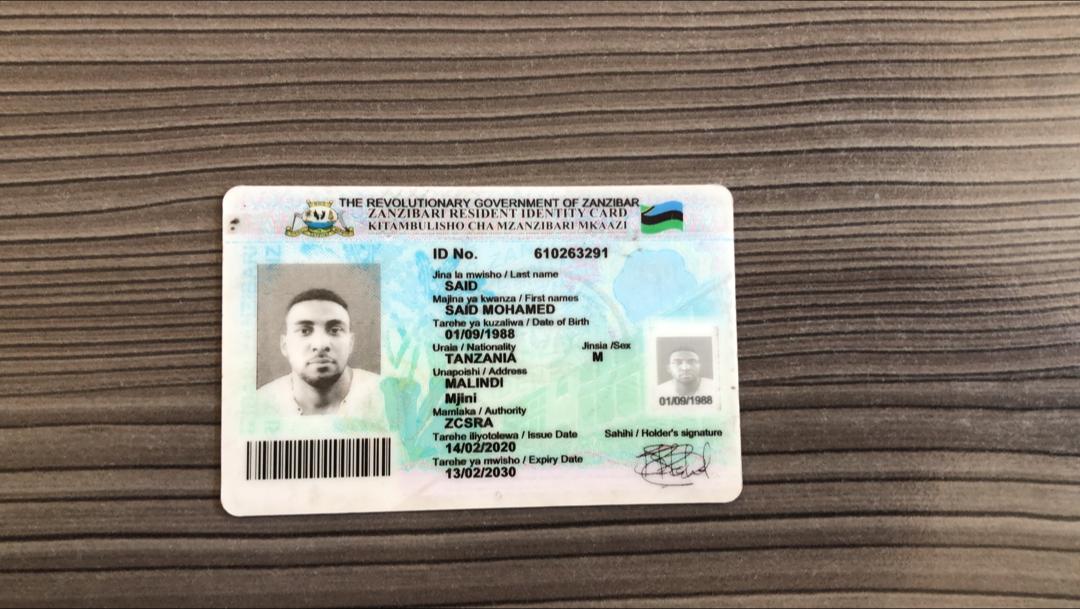 THE REVOLUTIONARY GOVERNMENT OF ZANZIBAR
ZANZIBARI RESIDENT IDENTITY CARD
KITAMBULISHO CHA MZANZIBARI MKAAZI
ID No. 610263291
Jina la mwisho / Last name
SAID
Majina ya kwanza / First names
SAID MOHAMED
Tarehe ya kuzaliwa / Date of Birth
01/09/1988
Uraia / Nationality Jinsia /Sex
TANZANIA M
Unapoishi / Address
MALINDI
Mjini
01/09/1988
Mamlaka / Authority
ZCSRA
Tarehe iliyotolewa / Issue Date Sahihi / Holder's signature
14/02/2020
Tarehe ya mwisho / Expiry Date
13/02/2030